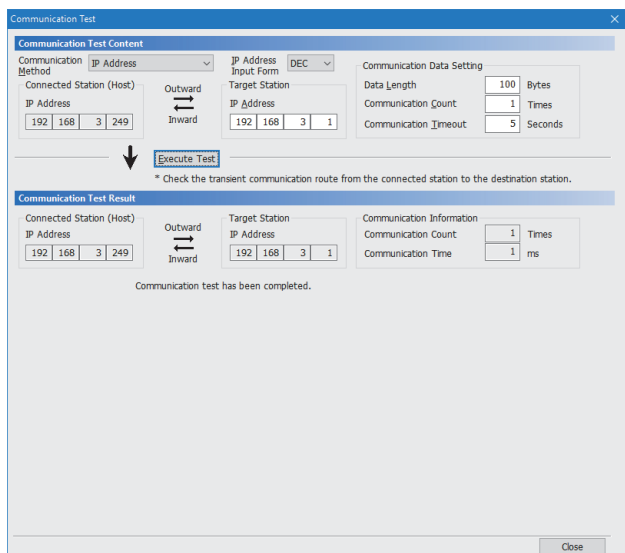 Communication Test
Communication Test Content
Communication Method IP Address
IP Address Input Form DEC
Connected Station (Host)
IP Address
192 168 3 249
Outward
Inward
Target Station
IP Address
192 168 3 1
Communication Data Setting
Data Length 100 Bytes
Communication Count 1 Times
Communication Timeout 5 Seconds
Execute Test
* Check the transient communication route from the connected station to the destination station.
Communication Test Result
Connected Station (Host)
IP Address
192 168 3 249
Outward
Inward
Target Station
IP Address
192 168 3 1
Communication Information
Communication Count 1 Times
Communication Time 1 ms
Communication test has been completed.
Close